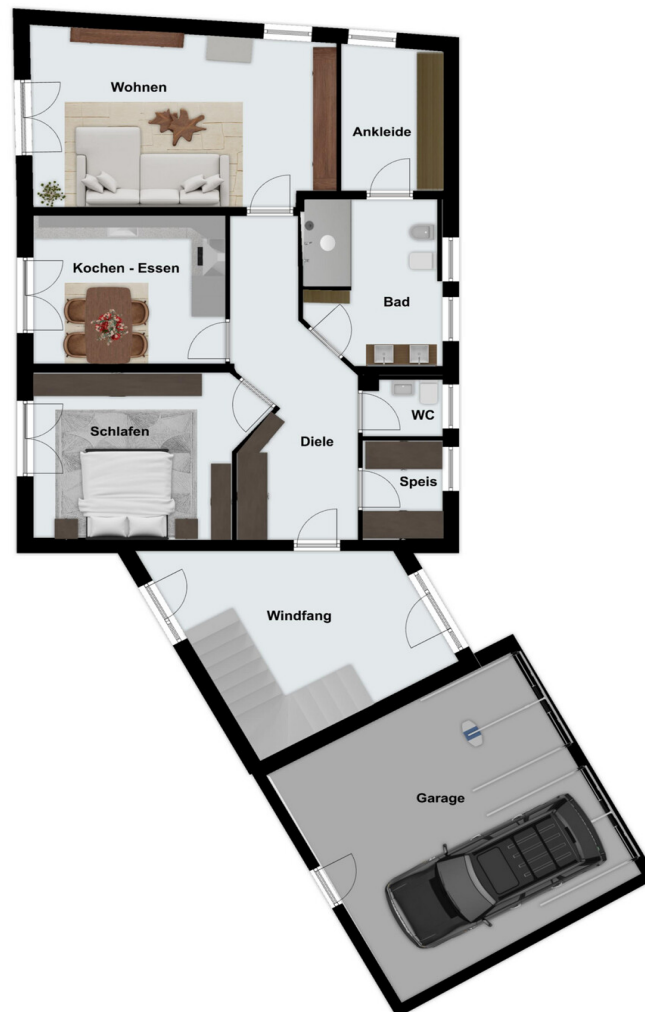 Wohnen
Ankleide
Kochen - Essen
Bad
Schlafen
WC
Diele
Speis
Windfang
Garage